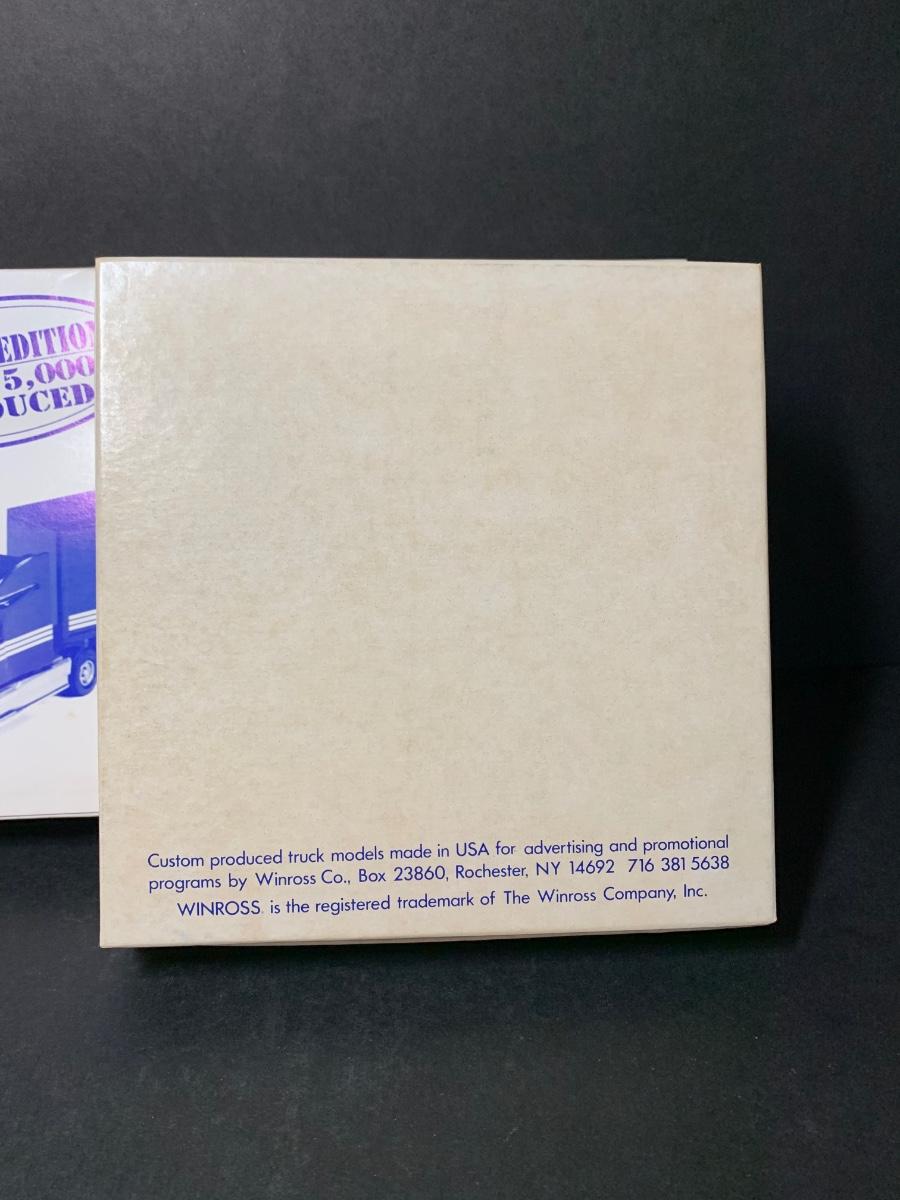 EDITION
5,000
DUCED
Custom produced truck models made in USA for advertising and promotional
programs by Winross Co., Box 23860, Rochester, NY 14692 716 381 5638
WINROSS is the registered trademark of The Winross Company, Inc.